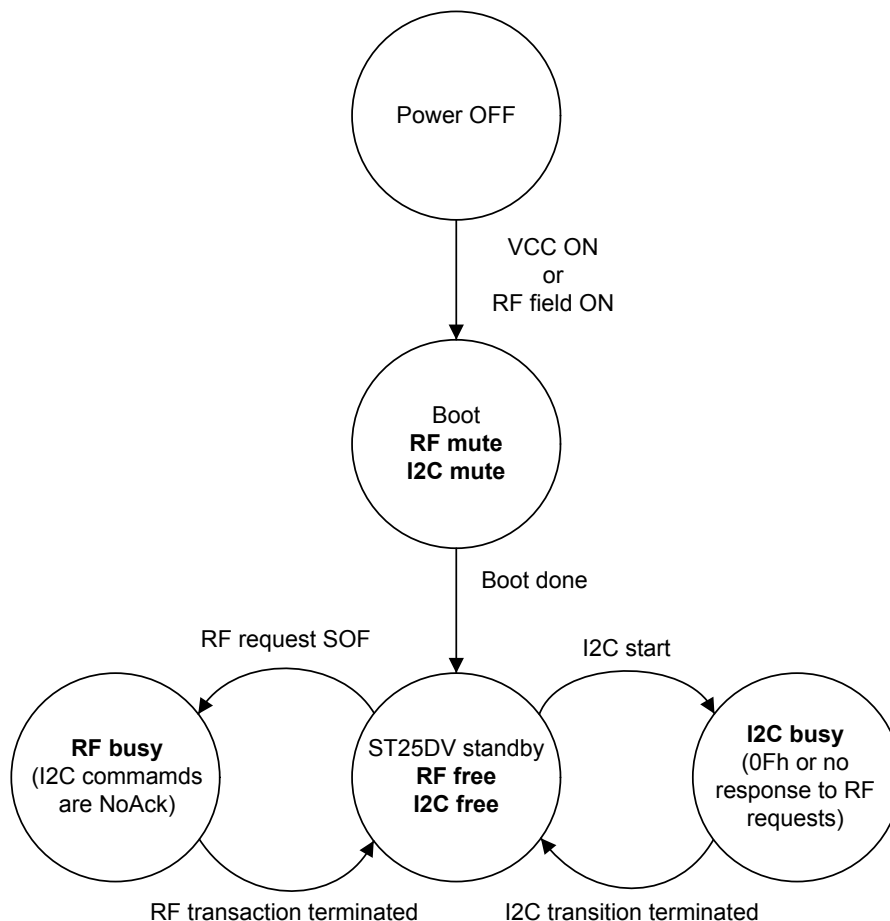 Power OFF
VCC ON
or
RF field ON
Boot
RF mute
I2C mute
Boot done
RF request SOF
I2C start
RF busy
(I2C commamds
are NoAck)
ST25DV standby
RF free
I2C free
I2C busy
(0Fh or no
response to RF
requests)
RF transaction terminated
I2C transition terminated